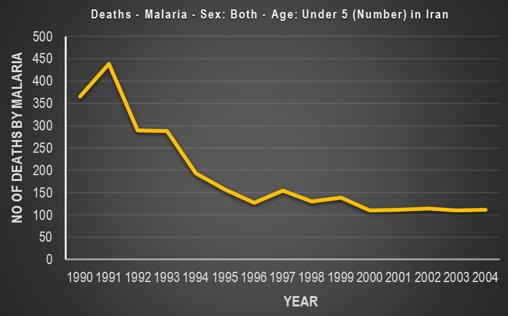 Deaths - Malaria - Sex: Both - Age: Under 5 (Number) in Iran
NO OF DEATHS BY MALARIA
500
450
400
350
300
250
200
150
100
50
0
1990 1991 1992 1993 1994 1995 1996 1997 1998 1999 2000 2001 2002 2003 2004
YEAR